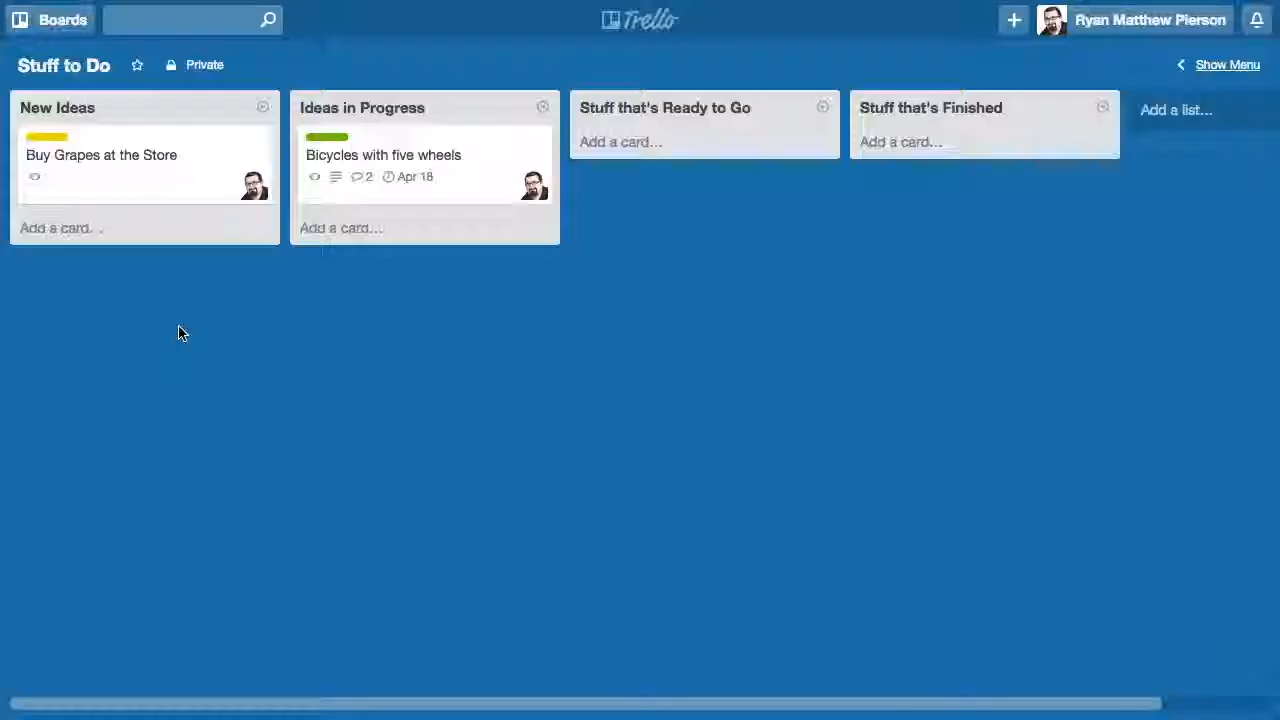 Boards
Trello
Ryan Matthew Pierson
Stuff to Do
Private
Show Menu
New Ideas
Buy Grapes at the Store
Add a card...
Ideas in Progress
Bicycles with five wheels
2
Apr 18
Add a card...
Stuff that's Ready to Go
Add a card...
Stuff that's Finished
Add a card...
Add a list...